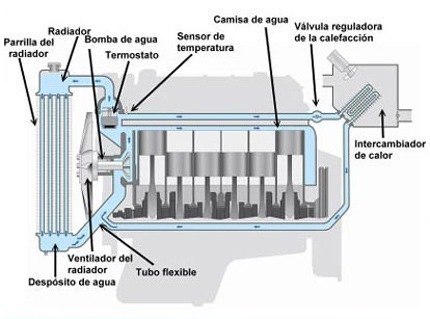 Camisa de agua
Radiador
Bomba de agua
Válvula reguladora
de la calefacción
Parrilla del
radiador
Termostato
Sensor de
temperatura
Intercambiador
de calor
Ventilador del
radiador
Depósto de agua
Tubo flexible